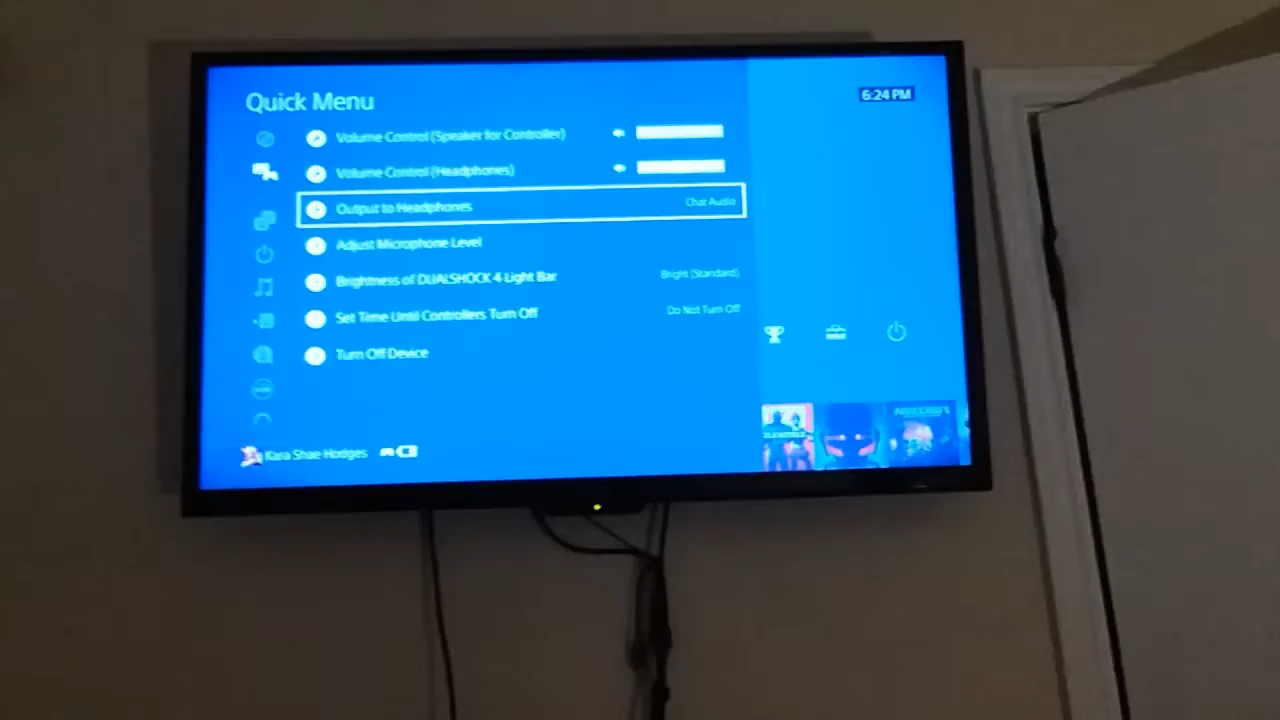 Quick Menu
6:24 PM
Volume Control (Speaker for Controller)
Volume Control (Headphones)
Output to Headphones Chat Audio
Adjust Microphone Level
Brightness of DUALSHOCK 4 Light Bar Bright (Standard)
Set Time Until Controllers Turn Off Do Not Turn Off
Turn Off Device
MINECRAFT
Kara Shae Hodges